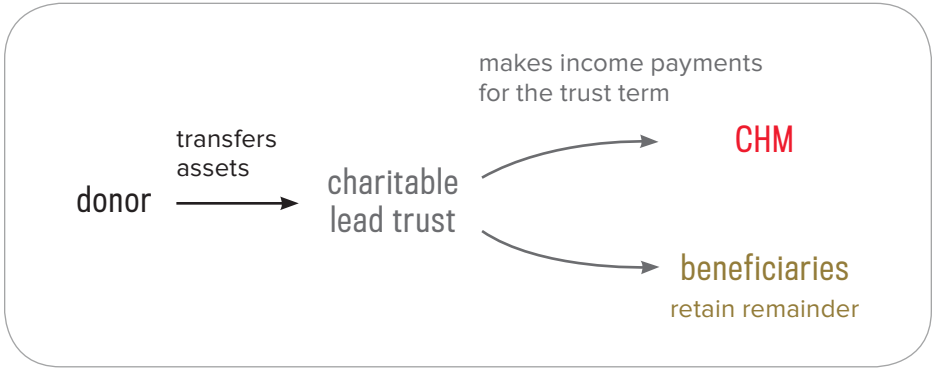 donor
transfers
assets
charitable
lead trust
makes income payments
for the trust term
CHM
beneficiaries
retain remainder